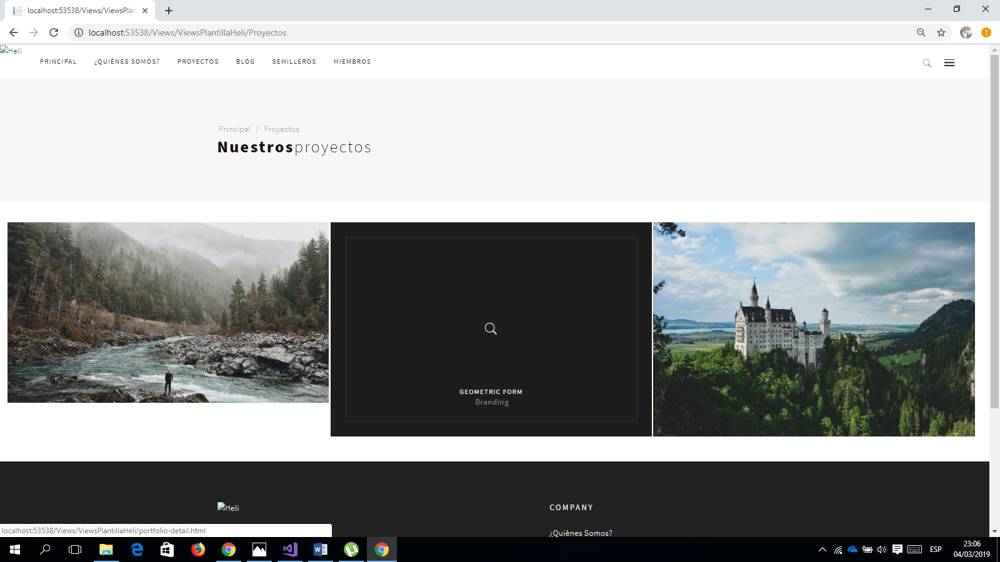 localhost:53538/Views/ViewsPlan
localhost:53538/Views/ViewsPlantillaHeli/Proyectos
Heli
PRINCIPAL
¿QUIÈNES SOMOS?
PROYECTOS
BLOG
SEMILLEROS
MIEMBROS
Principal / Proyectos
Nuestrosproyectos
GEOMETRIC FORM
Branding
Heli
COMPANY
¿Quiènes Somos?
localhost:53538/Views/ViewsPlantillaHeli/portfolio-detail.html
ESP
23:06
04/03/2019